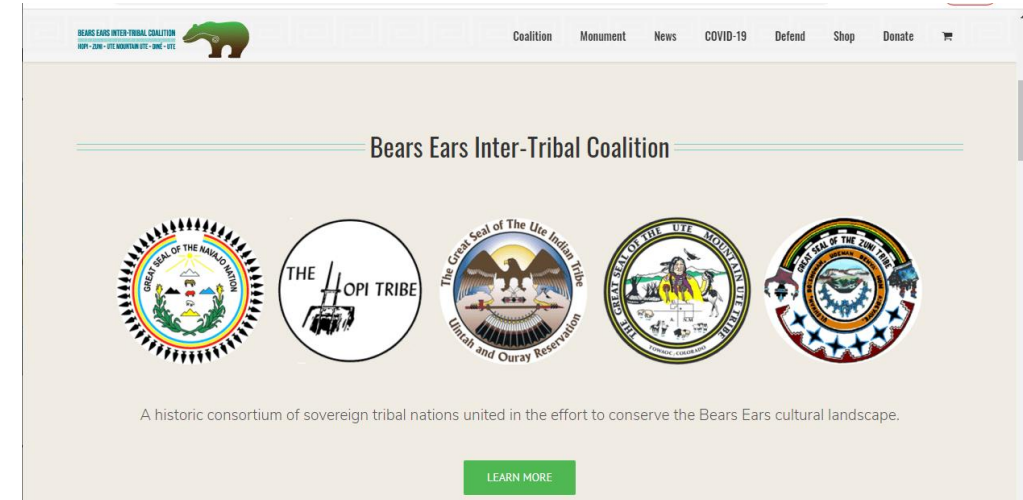 BEARS EARS INTER-TRIBAL COALITION
HOPI • ZUNI • UTE MOUNTAIN UTE • DINÉ • UTE
Coalition Monument News COVID-19 Defend Shop Donate
Bears Ears Inter-Tribal Coalition
GREAT SEAL OF THE NAVAJO NATION
THE HOPI TRIBE
The Great Seal of The Ute Indian Tribe
Uintah and Ouray Reservation
THE GREAT SEAL OF THE UTE MOUNTAIN UTE TRIBE
TOWAOC, COLORADO
GREAT SEAL OF THE ZUNI TRIBE
A historic consortium of sovereign tribal nations united in the effort to conserve the Bears Ears cultural landscape.
LEARN MORE